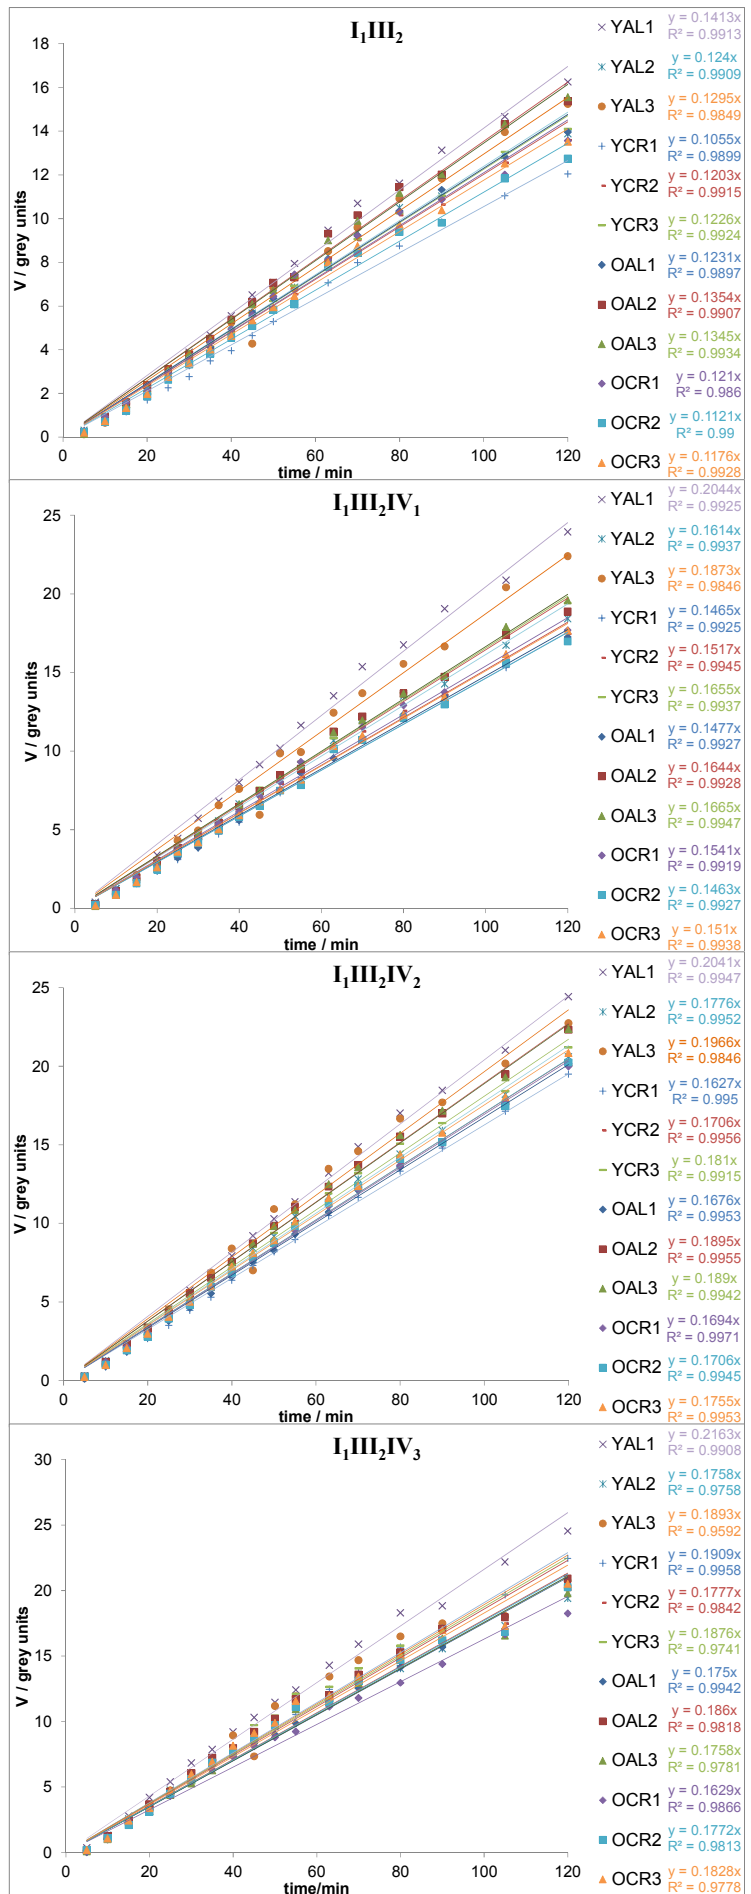 I₁III₂
V / grey units
18
16
14
12
10
8
6
4
2
0
0 20 40 60 80 100 120
time / min
YAL1 y = 0.1413x
R² = 0.9913
YAL2 y = 0.124x
R² = 0.9909
YAL3 y = 0.1295x
R² = 0.9849
YCR1 y = 0.1055x
R² = 0.9899
YCR2 y = 0.1203x
R² = 0.9915
YCR3 y = 0.1226x
R² = 0.9924
OAL1 y = 0.1231x
R² = 0.9897
OAL2 y = 0.1354x
R² = 0.9907
OAL3 y = 0.1345x
R² = 0.9934
OCR1 y = 0.121x
R² = 0.986
OCR2 y = 0.1121x
R² = 0.99
OCR3 y = 0.1176x
R² = 0.9928
I₁III₂IV₁
V / grey units
25
20
15
10
5
0
0 20 40 60 80 100 120
time / min
YAL1 y = 0.2044x
R² = 0.9925
YAL2 y = 0.1614x
R² = 0.9937
YAL3 y = 0.1873x
R² = 0.9846
YCR1 y = 0.1465x
R² = 0.9925
YCR2 y = 0.1517x
R² = 0.9945
YCR3 y = 0.1655x
R² = 0.9937
OAL1 y = 0.1477x
R² = 0.9927
OAL2 y = 0.1644x
R² = 0.9928
OAL3 y = 0.1665x
R² = 0.9947
OCR1 y = 0.1541x
R² = 0.9919
OCR2 y = 0.1463x
R² = 0.9927
OCR3 y = 0.151x
R² = 0.9938
I₁III₂IV₂
V / grey units
25
20
15
10
5
0
0 20 40 60 80 100 120
time / min
YAL1 y = 0.2041x
R² = 0.9947
YAL2 y = 0.1776x
R² = 0.9952
YAL3 y = 0.1966x
R² = 0.9846
YCR1 y = 0.1627x
R² = 0.995
YCR2 y = 0.1706x
R² = 0.9956
YCR3 y = 0.181x
R² = 0.9915
OAL1 y = 0.1676x
R² = 0.9953
OAL2 y = 0.1895x
R² = 0.9955
OAL3 y = 0.189x
R² = 0.9942
OCR1 y = 0.1694x
R² = 0.9971
OCR2 y = 0.1706x
R² = 0.9945
OCR3 y = 0.1755x
R² = 0.9953
I₁III₂IV₃
V / grey units
30
25
20
15
10
5
0
0 20 40 60 80 100 120
time/min
YAL1 y = 0.2163x
R² = 0.9908
YAL2 y = 0.1758x
R² = 0.9758
YAL3 y = 0.1893x
R² = 0.9592
YCR1 y = 0.1909x
R² = 0.9958
YCR2 y = 0.1777x
R² = 0.9842
YCR3 y = 0.1876x
R² = 0.9741
OAL1 y = 0.175x
R² = 0.9942
OAL2 y = 0.186x
R² = 0.9818
OAL3 y = 0.1758x
R² = 0.9781
OCR1 y = 0.1629x
R² = 0.9866
OCR2 y = 0.1772x
R² = 0.9813
OCR3 y = 0.1828x
R² = 0.9778